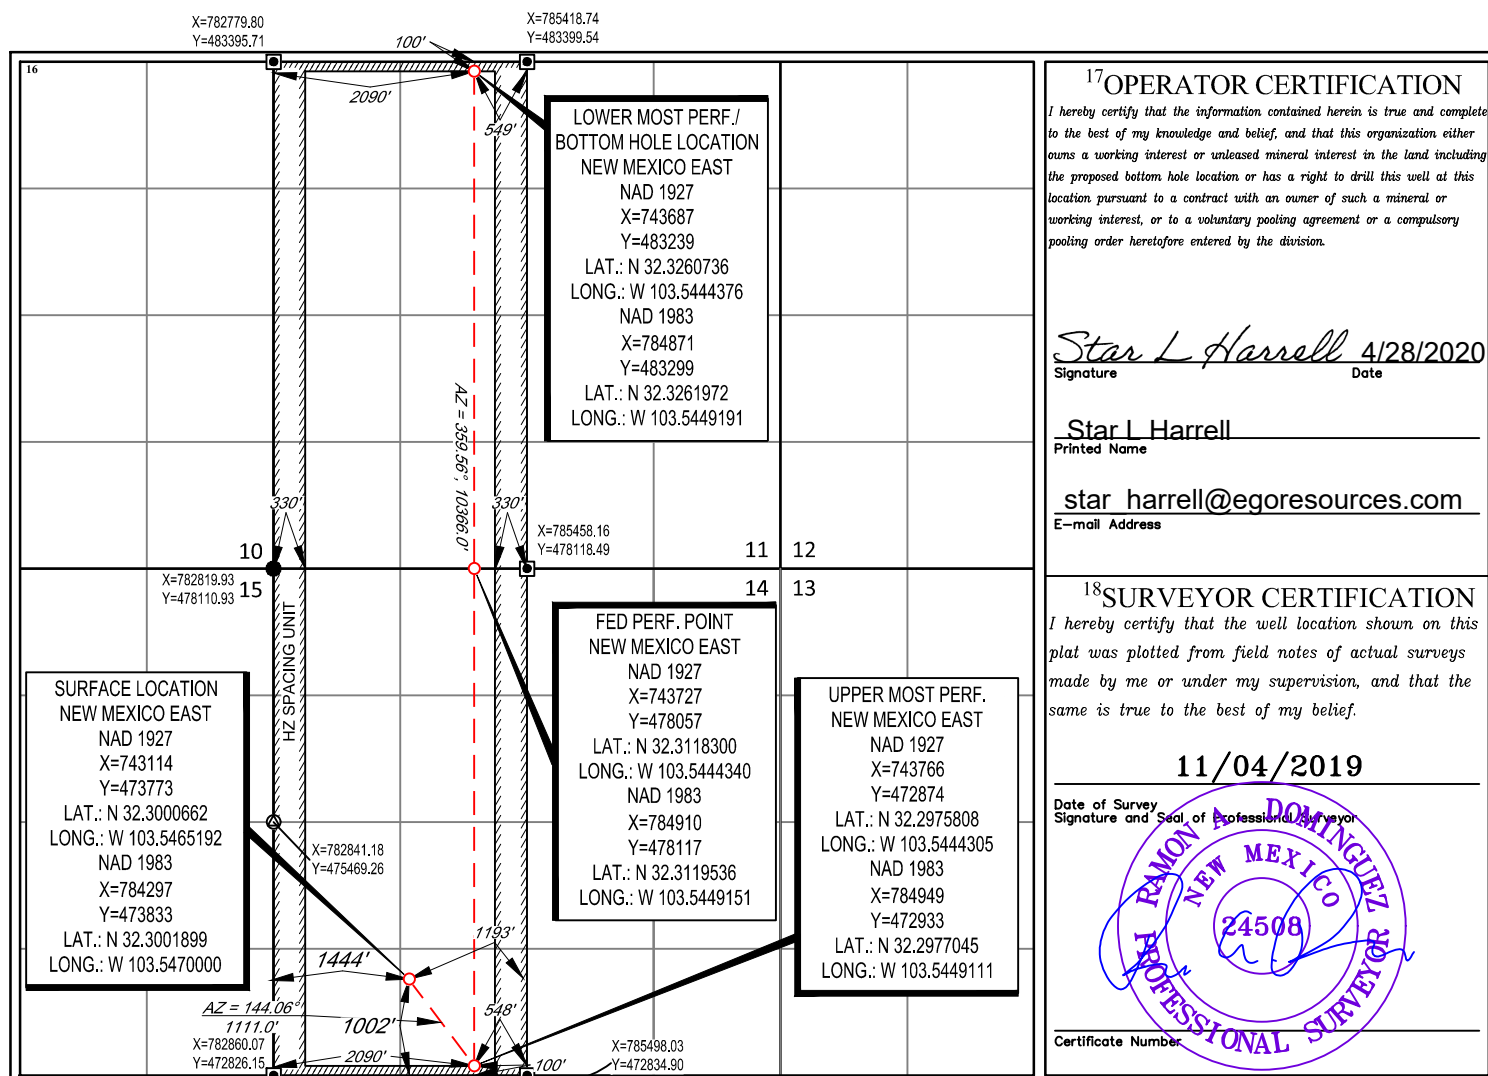 X=782779.80
Y=483395.71
X=785418.74
Y=483399.54
100'
16
2090'
549'
LOWER MOST PERF./
BOTTOM HOLE LOCATION
NEW MEXICO EAST
NAD 1927
X=743687
Y=483239
LAT.: N 32.3260736
LONG.: W 103.5444376
NAD 1983
X=784871
Y=483299
LAT.: N 32.3261972
LONG.: W 103.5449191
AZ = 359.56°, 10366.0'
330'
330'
X=785458.16
Y=478118.49
10
11
12
X=782819.93
Y=478110.93
15
14
13
HZ SPACING UNIT
FED PERF. POINT
NEW MEXICO EAST
NAD 1927
X=743727
Y=478057
LAT.: N 32.3118300
LONG.: W 103.5444340
NAD 1983
X=784910
Y=478117
LAT.: N 32.3119536
LONG.: W 103.5449151
SURFACE LOCATION
NEW MEXICO EAST
NAD 1927
X=743114
Y=473773
LAT.: N 32.3000662
LONG.: W 103.5465192
NAD 1983
X=784297
Y=473833
LAT.: N 32.3001899
LONG.: W 103.5470000
UPPER MOST PERF.
NEW MEXICO EAST
NAD 1927
X=743766
Y=472874
LAT.: N 32.2975808
LONG.: W 103.5444305
NAD 1983
X=784949
Y=472933
LAT.: N 32.2977045
LONG.: W 103.5449111
X=782841.18
Y=475469.26
1193'
1444'
AZ = 144.06°
1111.0'
1002'
548'
X=782860.07
Y=472826.15
2090'
100'
X=785498.03
Y=472834.90
17OPERATOR CERTIFICATION
I hereby certify that the information contained herein is true and complete
to the best of my knowledge and belief, and that this organization either
owns a working interest or unleased mineral interest in the land including
the proposed bottom hole location or has a right to drill this well at this
location pursuant to a contract with an owner of such a mineral or
working interest, or to a voluntary pooling agreement or a compulsory
pooling order heretofore entered by the division.
Star L Harrell 4/28/2020
Signature Date
Star L Harrell
Printed Name
star_harrell@egoresources.com
E-mail Address
18SURVEYOR CERTIFICATION
I hereby certify that the well location shown on this
plat was plotted from field notes of actual surveys
made by me or under my supervision, and that the
same is true to the best of my belief.
11/04/2019
Date of Survey
Signature and Seal of Professional Surveyor
RAMON A. DOMINGUEZ
NEW MEXICO
24508
PROFESSIONAL SURVEYOR
Certificate Number